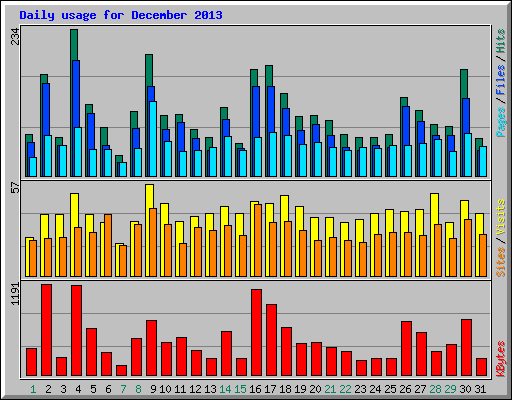 Daily usage for December 2013
234
Pages / Files / Hits
57
Sites / Visits
1191
KBytes
1 2 3 4 5 6 7 8 9 10 11 12 13 14 15 16 17 18 19 20 21 22 23 24 25 26 27 28 29 30 31